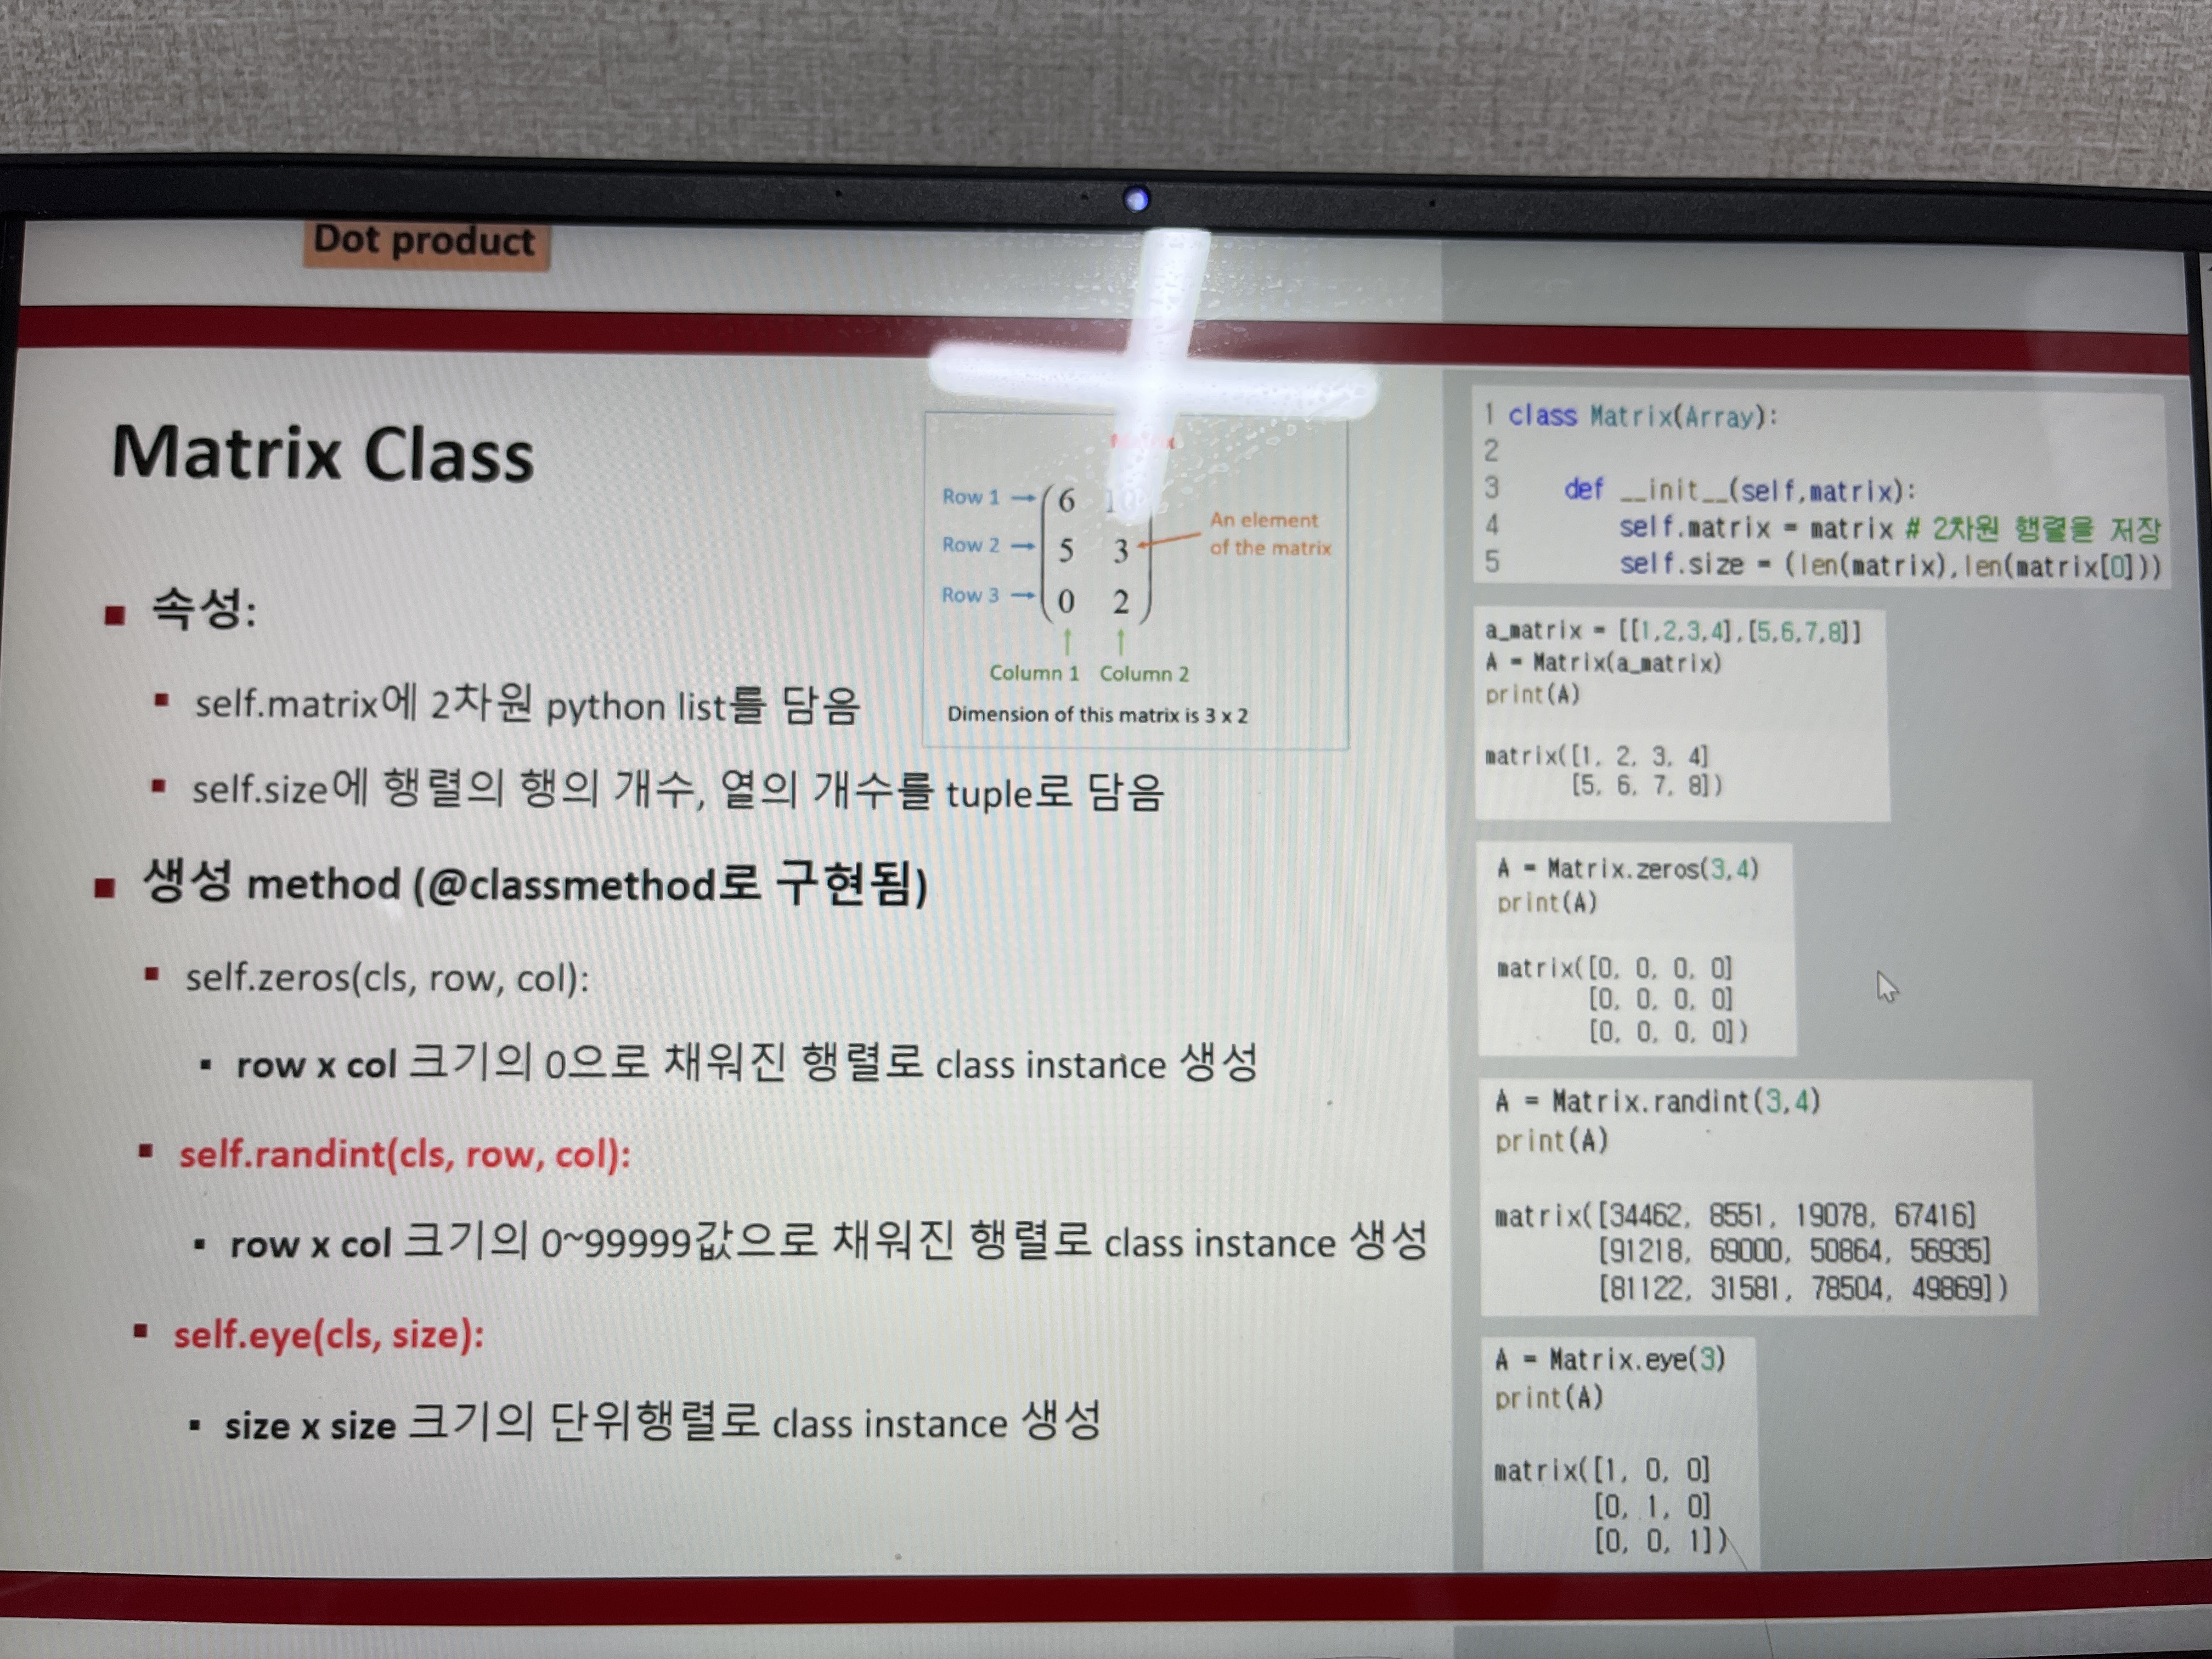 Dot product
Matrix Class
속성:
self.matrix에 2차원 python list를 담음
self.size에 행렬의 행의 개수, 열의 개수를 tuple로 담음
생성 method (@classmethod로 구현됨)
self.zeros(cls, row, col):
row x col 크기의 0으로 채워진 행렬로 class instance 생성
self.randint(cls, row, col):
row x col 크기의 0~99999값으로 채워진 행렬로 class instance 생성
self.eye(cls, size):
size x size 크기의 단위행렬로 class instance 생성
Row 1 → 6
Row 2 → 5 3
Row 3 → 0 2
An element
of the matrix
Column 1 Column 2
Dimension of this matrix is 3 x 2
1 class Matrix(Array):
2
3 def __init__(self,matrix):
4 self.matrix = matrix # 2차원 행렬을 저장
5 self.size = (len(matrix),len(matrix[0]))
a_matrix = [[1,2,3,4],[5,6,7,8]]
A = Matrix(a_matrix)
print(A)
matrix([1, 2, 3, 4]
[5, 6, 7, 8])
A = Matrix.zeros(3,4)
print(A)
matrix([0, 0, 0, 0]
[0, 0, 0, 0]
[0, 0, 0, 0])
A = Matrix.randint(3,4)
print(A)
matrix([34462, 8551, 19078, 67416]
[91218, 69000, 50864, 56935]
[81122, 31581, 78504, 49869])
A = Matrix.eye(3)
print(A)
matrix([1, 0, 0]
[0, 1, 0]
[0, 0, 1])